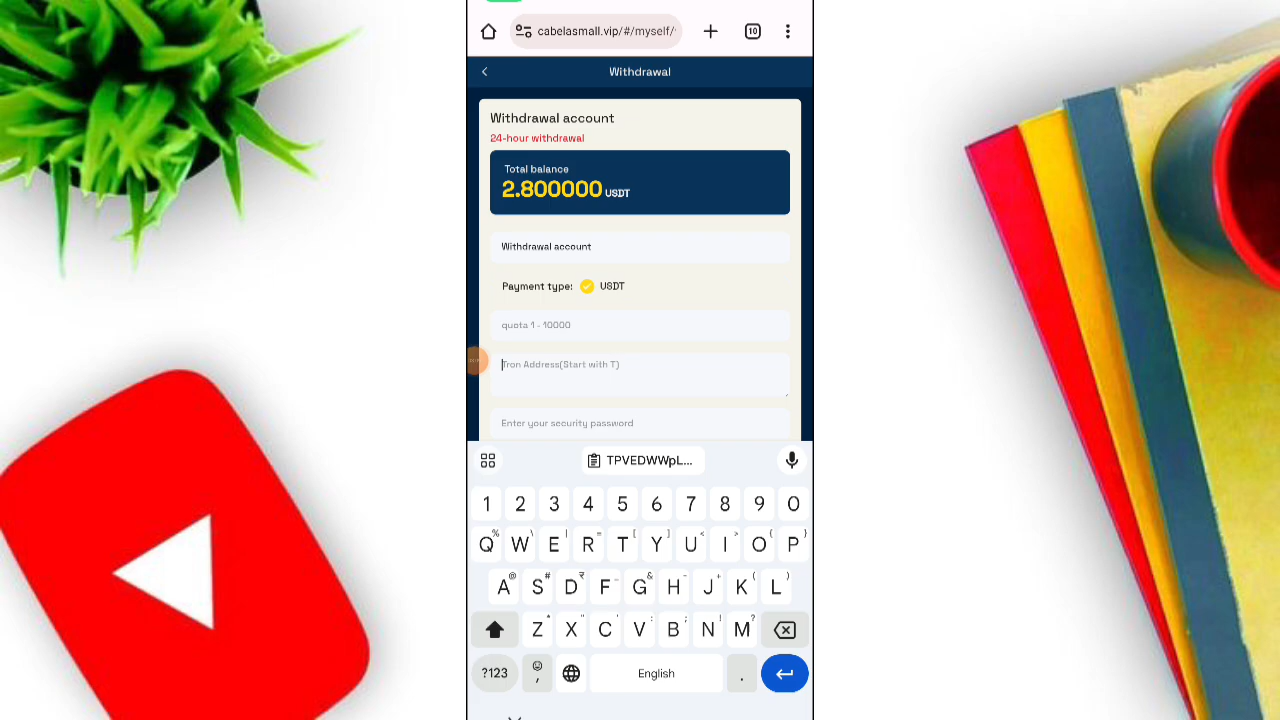 cabelasmall.vip/#/myself/
10
Withdrawal
Withdrawal account
24-hour withdrawal
Total balance
2.800000 USDT
Withdrawal account
Payment type: USDT
quota 1 - 10000
Tron Address(Start with T)
Enter your security password
TPVEDWWpL...
1 2 3 4 5 6 7 8 9 0
Q W E R T Y U I O P
A S D F G H J K L
Z X C V B N M
?123 , English .